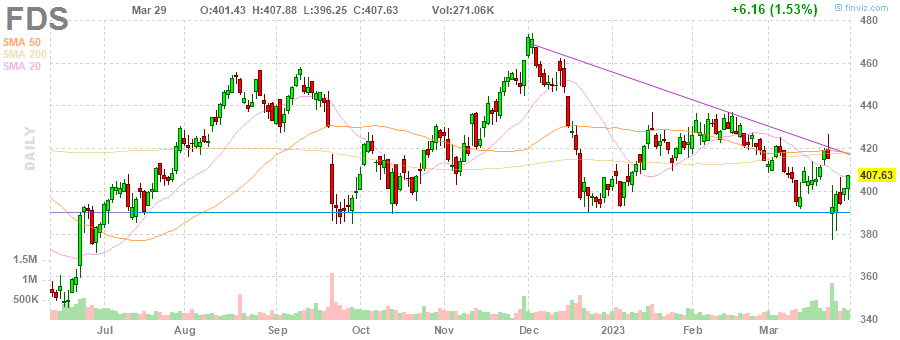 FDS
Mar 29 O:401.43 H:407.88 L:396.25 C:407.63 Vol:271.06K +6.16 (1.53%)
© finviz.com
SMA 50
SMA 200
SMA 20
DAILY
480
460
440
420
407.63
400
380
360
340
1.5M
1M
500K
Jul Aug Sep Oct Nov Dec 2023 Feb Mar